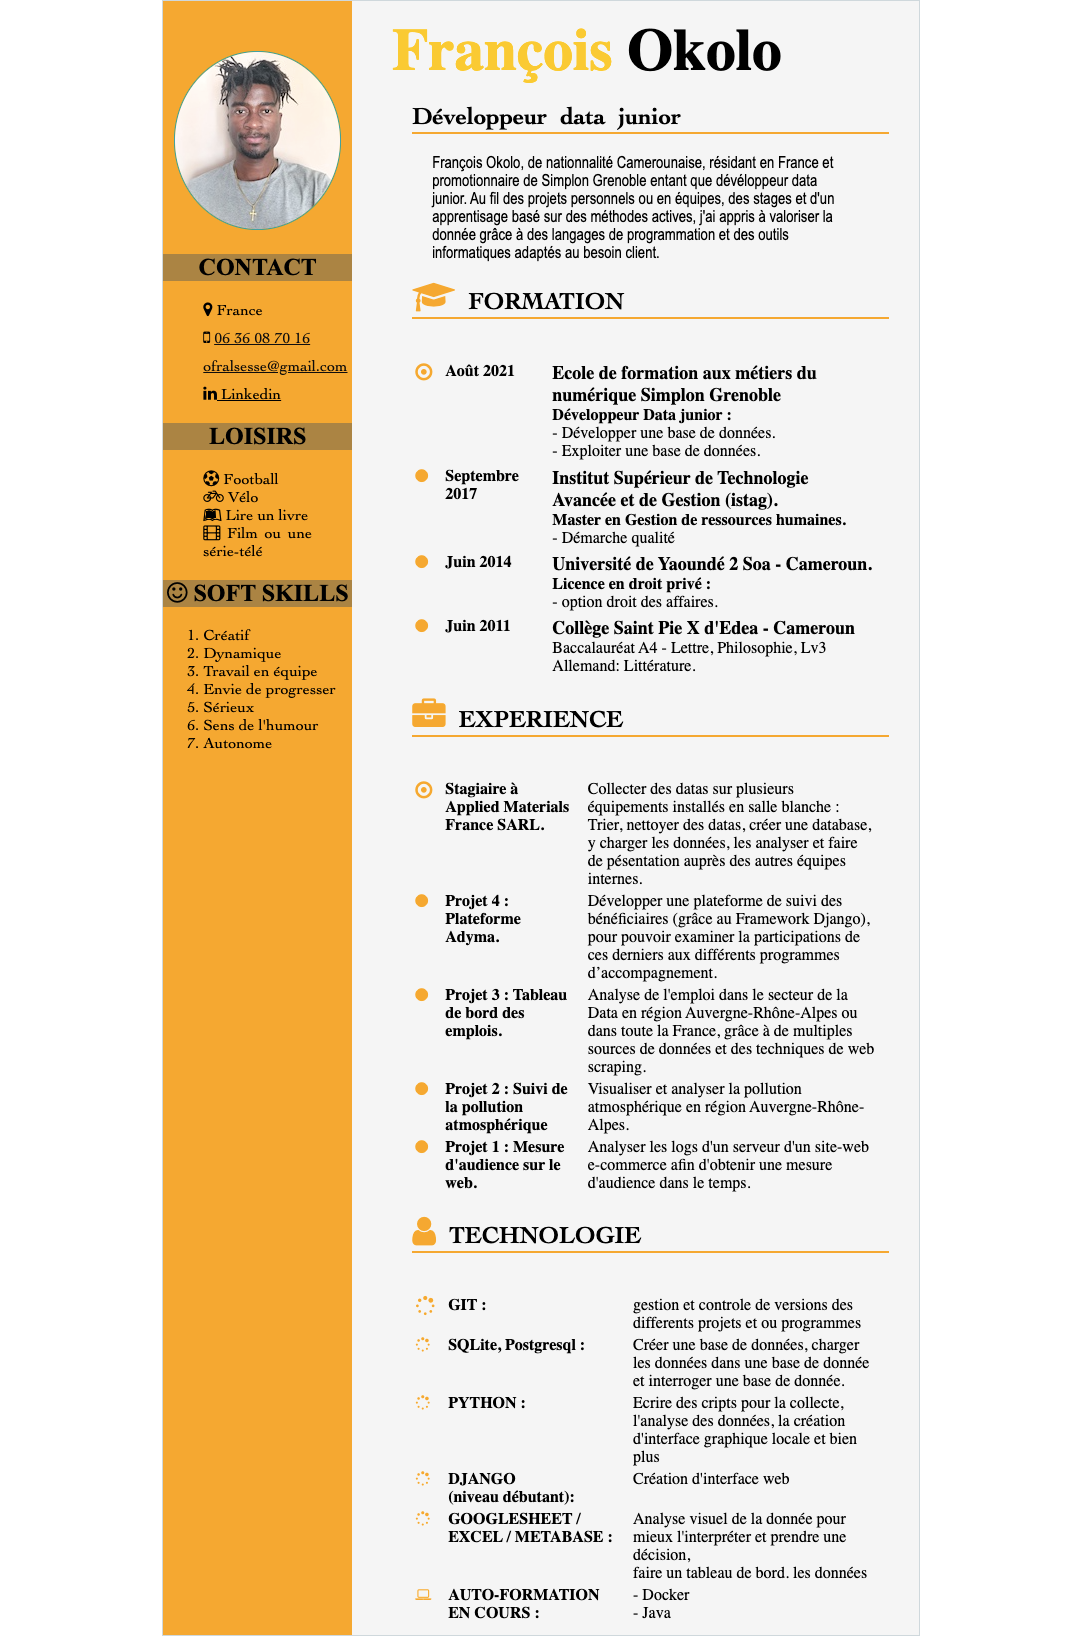 François Okolo
Développeur data junior
François Okolo, de nationnalité Camerounaise, résidant en France et
promotionnaire de Simplon Grenoble entant que dévéloppeur data
junior. Au fil des projets personnels ou en équipes, des stages et d'un
apprentisage basé sur des méthodes actives, j'ai appris à valoriser la
donnée grâce à des langages de programmation et des outils
informatiques adaptés au besoin client.
CONTACT
France
06 36 08 70 16
ofralsesse@gmail.com
in Linkedin
LOISIRS
Football
Vélo
Lire un livre
Film ou une
série-télé
SOFT SKILLS
1. Créatif
2. Dynamique
3. Travail en équipe
4. Envie de progresser
5. Sérieux
6. Sens de l'humour
7. Autonome
FORMATION
Août 2021
Ecole de formation aux métiers du
numérique Simplon Grenoble
Développeur Data junior :
- Développer une base de données.
- Exploiter une base de données.
Septembre
2017
Institut Supérieur de Technologie
Avancée et de Gestion (istag).
Master en Gestion de ressources humaines.
- Démarche qualité
Juin 2014
Université de Yaoundé 2 Soa - Cameroun.
Licence en droit privé :
- option droit des affaires.
Juin 2011
Collège Saint Pie X d'Edea - Cameroun
Baccalauréat A4 - Lettre, Philosophie, Lv3
Allemand: Littérature.
EXPERIENCE
Stagiaire à
Applied Materials
France SARL.
Collecter des datas sur plusieurs
équipements installés en salle blanche :
Trier, nettoyer des datas, créer une database,
y charger les données, les analyser et faire
de pésentation auprès des autres équipes
internes.
Projet 4 :
Plateforme
Adyma.
Développer une plateforme de suivi des
bénéficiaires (grâce au Framework Django),
pour pouvoir examiner la participations de
ces derniers aux différents programmes
d’accompagnement.
Projet 3 : Tableau
de bord des
emplois.
Analyse de l'emploi dans le secteur de la
Data en région Auvergne-Rhône-Alpes ou
dans toute la France, grâce à de multiples
sources de données et des techniques de web
scraping.
Projet 2 : Suivi de
la pollution
atmosphérique
Visualiser et analyser la pollution
atmosphérique en région Auvergne-Rhône-
Alpes.
Projet 1 : Mesure
d'audience sur le
web.
Analyser les logs d'un serveur d'un site-web
e-commerce afin d'obtenir une mesure
d'audience dans le temps.
TECHNOLOGIE
GIT :
gestion et controle de versions des
differents projets et ou programmes
SQLite, Postgresql :
Créer une base de données, charger
les données dans une base de donnée
et interroger une base de donnée.
PYTHON :
Ecrire des cripts pour la collecte,
l'analyse des données, la création
d'interface graphique locale et bien
plus
DJANGO
(niveau débutant):
Création d'interface web
GOOGLESHEET /
EXCEL / METABASE :
Analyse visuel de la donnée pour
mieux l'interpréter et prendre une
décision,
faire un tableau de bord. les données
AUTO-FORMATION
EN COURS :
- Docker
- Java